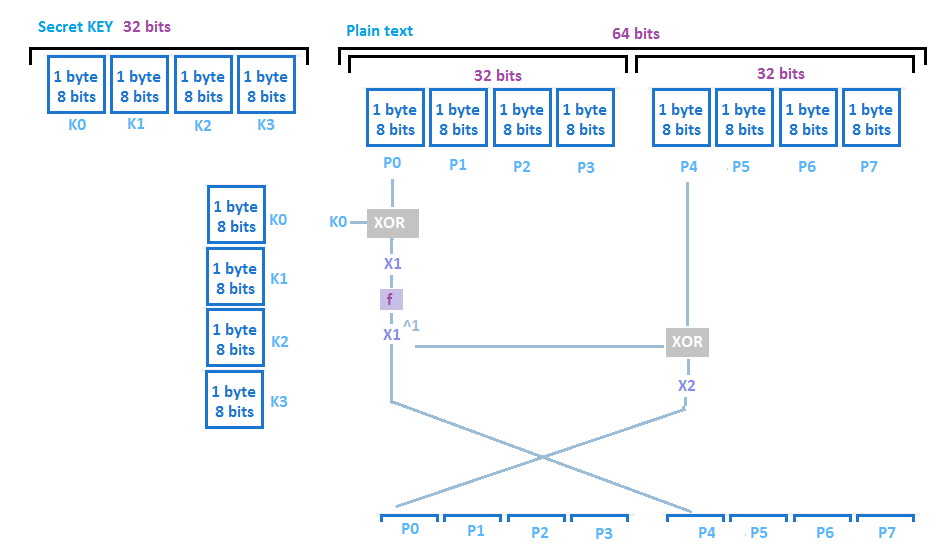 Secret KEY 32 bits
Plain text 64 bits
32 bits 32 bits
1 byte 1 byte 1 byte 1 byte
8 bits 8 bits 8 bits 8 bits
K0 K1 K2 K3
1 byte 1 byte 1 byte 1 byte 1 byte 1 byte 1 byte 1 byte
8 bits 8 bits 8 bits 8 bits 8 bits 8 bits 8 bits 8 bits
P0 P1 P2 P3 P4 P5 P6 P7
1 byte
8 bits
K0
K0 XOR
X1
1 byte
8 bits
K1
f
X1 ^1
1 byte
8 bits
K2
XOR
X2
1 byte
8 bits
K3
P0 P1 P2 P3 P4 P5 P6 P7